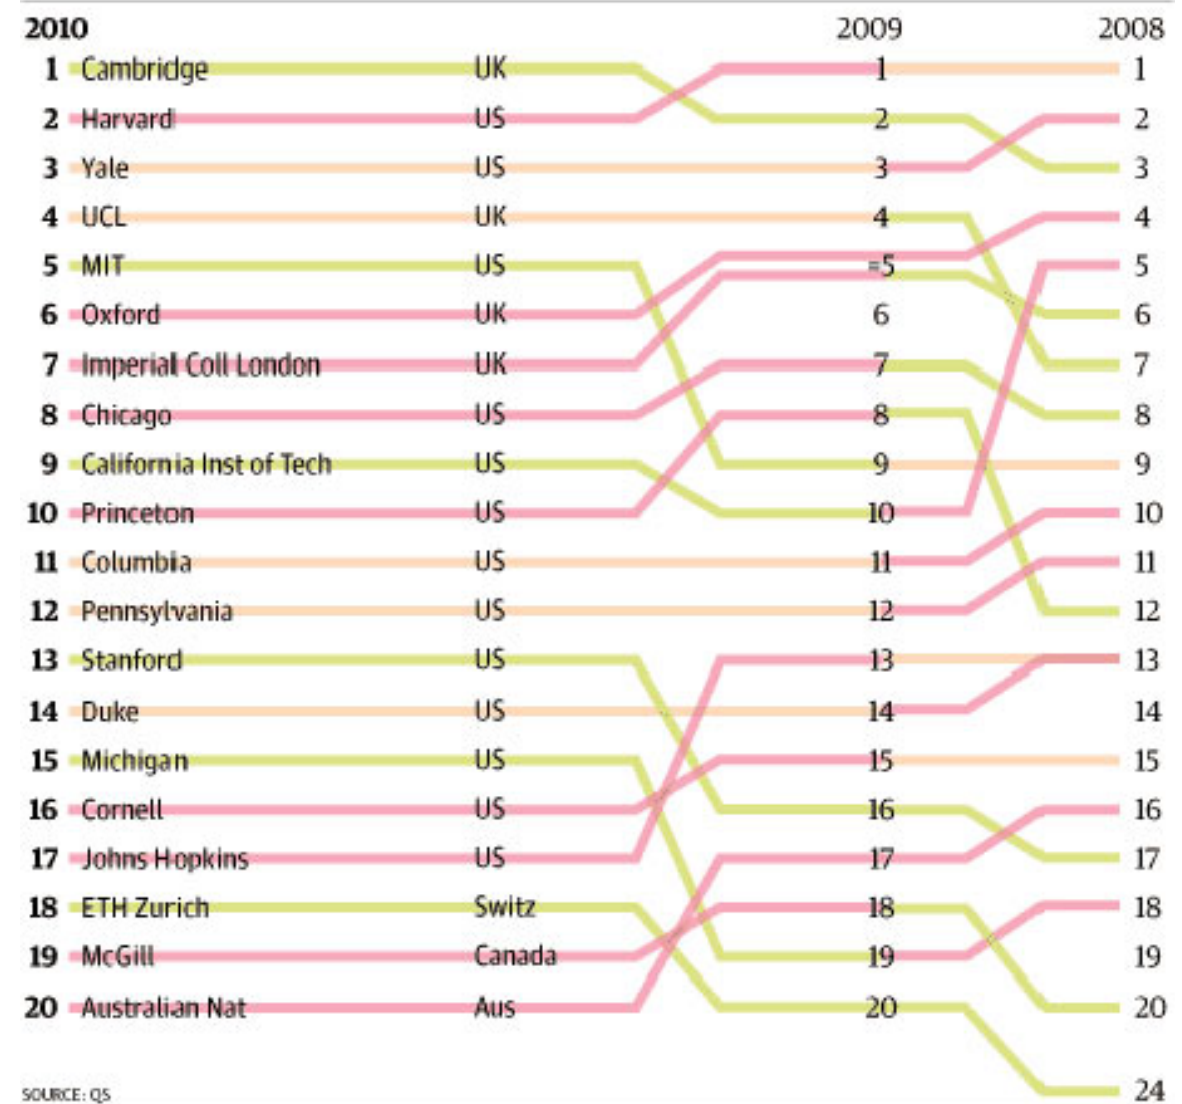 2010 2009 2008
1 Cambridge UK 1 1
2 Harvard US 2 2
3 Yale US 3 3
4 UCL UK 4 4
5 MIT US =5 5
6 Oxford UK 6 6
7 Imperial Coll London UK 7 7
8 Chicago US 8 8
9 California Inst of Tech US 9 9
10 Princeton US 10 10
11 Columbia US 11 11
12 Pennsylvania US 12 12
13 Stanford US 13 13
14 Duke US 14 14
15 Michigan US 15 15
16 Cornell US 16 16
17 Johns Hopkins US 17 17
18 ETH Zurich Switz 18 18
19 McGill Canada 19 19
20 Australian Nat Aus 20 20
SOURCE: QS 24